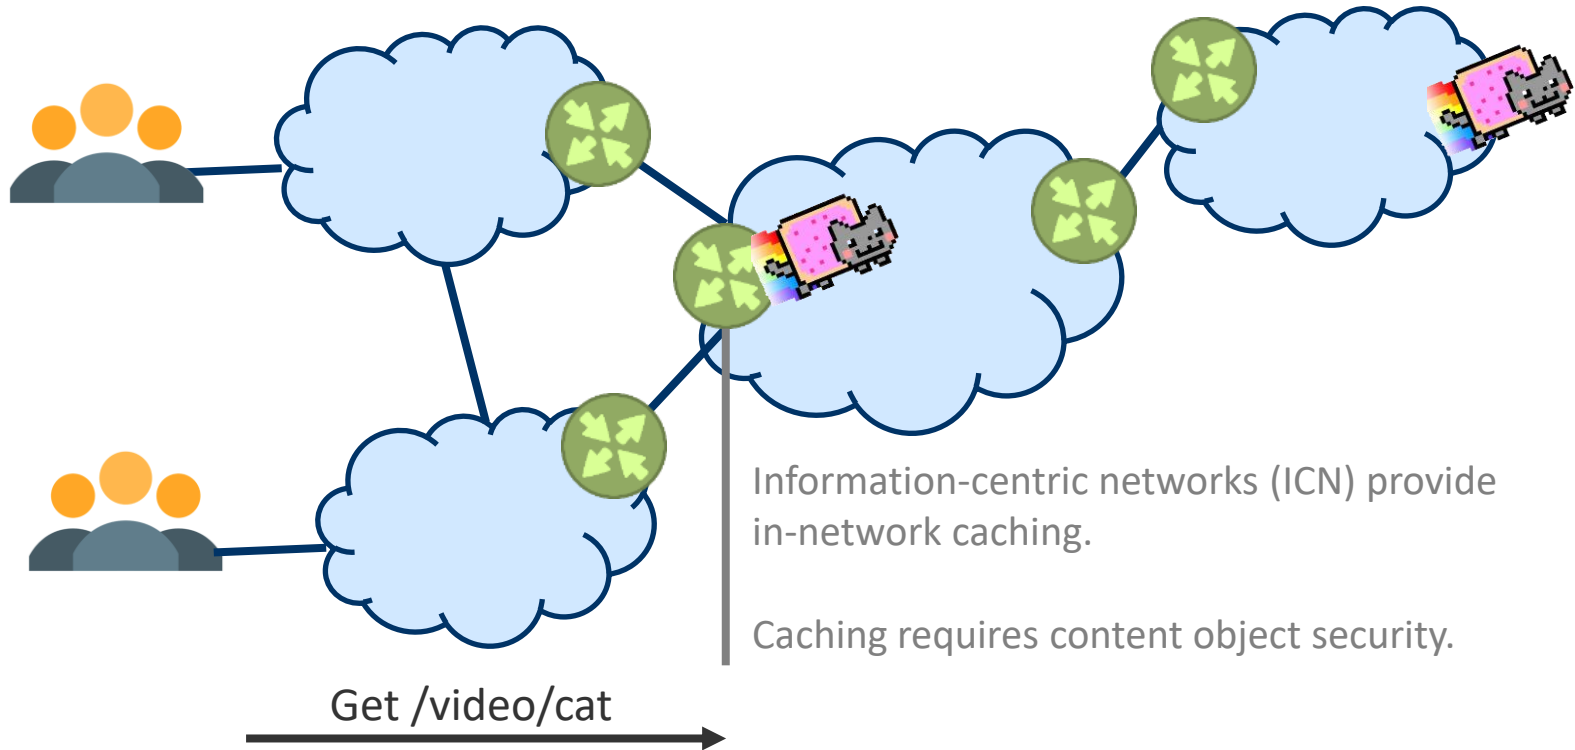 Information-centric networks (ICN) provide
in-network caching.
Caching requires content object security.
Get /video/cat